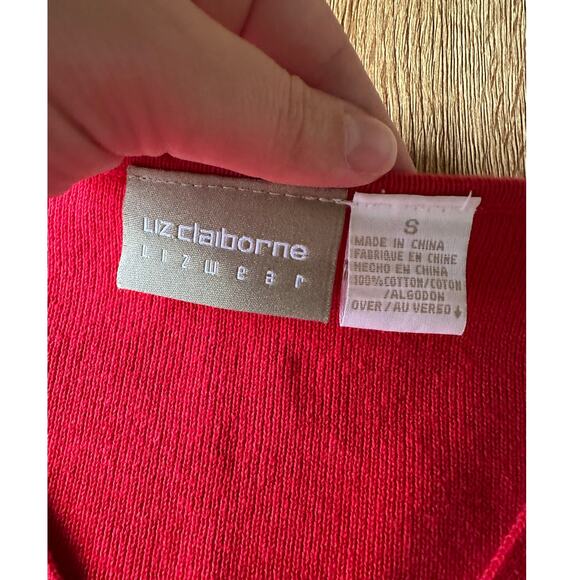 Liz claiborne
LIZwear
S
MADE IN CHINA
FABRIQUE EN CHINE
HECHO EN CHINA
100%COTTON/COTON
/ALGODON
OVER/AU VERSO